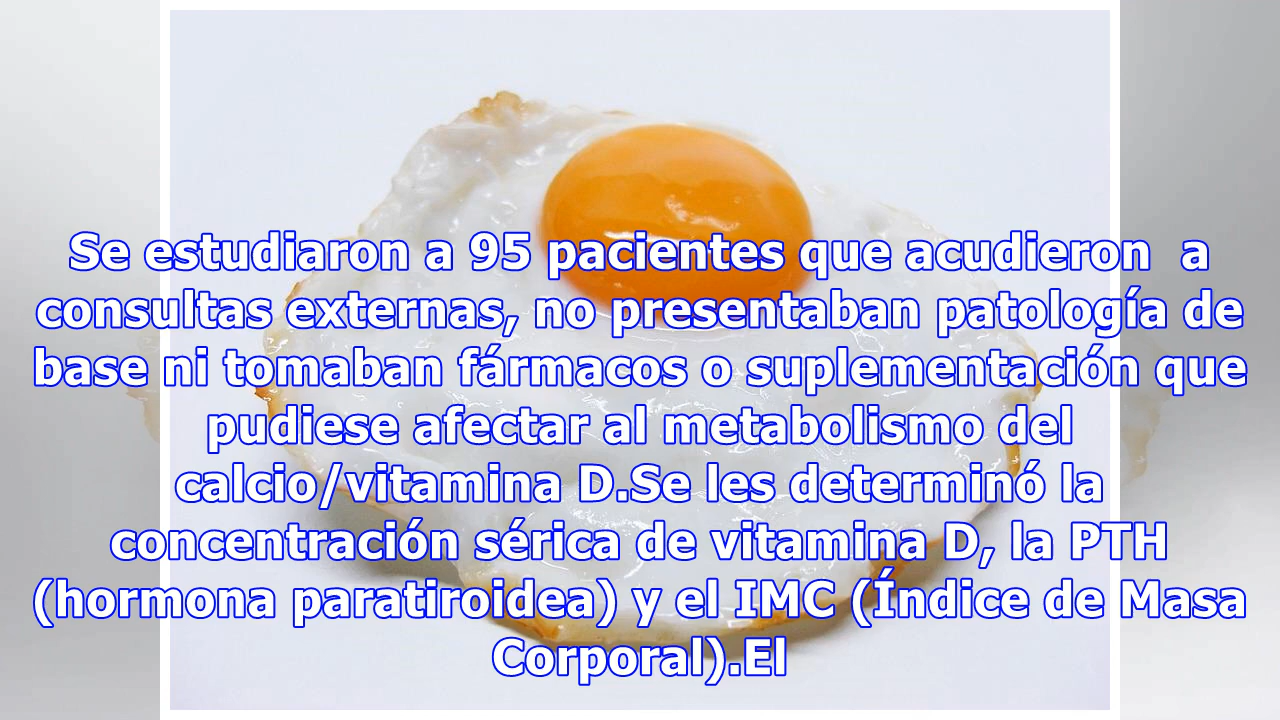 Se estudiaron a 95 pacientes que acudieron  a
consultas externas, no presentaban patología de
base ni tomaban fármacos o suplementación que
pudiese afectar al metabolismo del
calcio/vitamina D.Se les determinó la
concentración sérica de vitamina D, la PTH
(hormona paratiroidea) y el IMC (Índice de Masa
Corporal).El